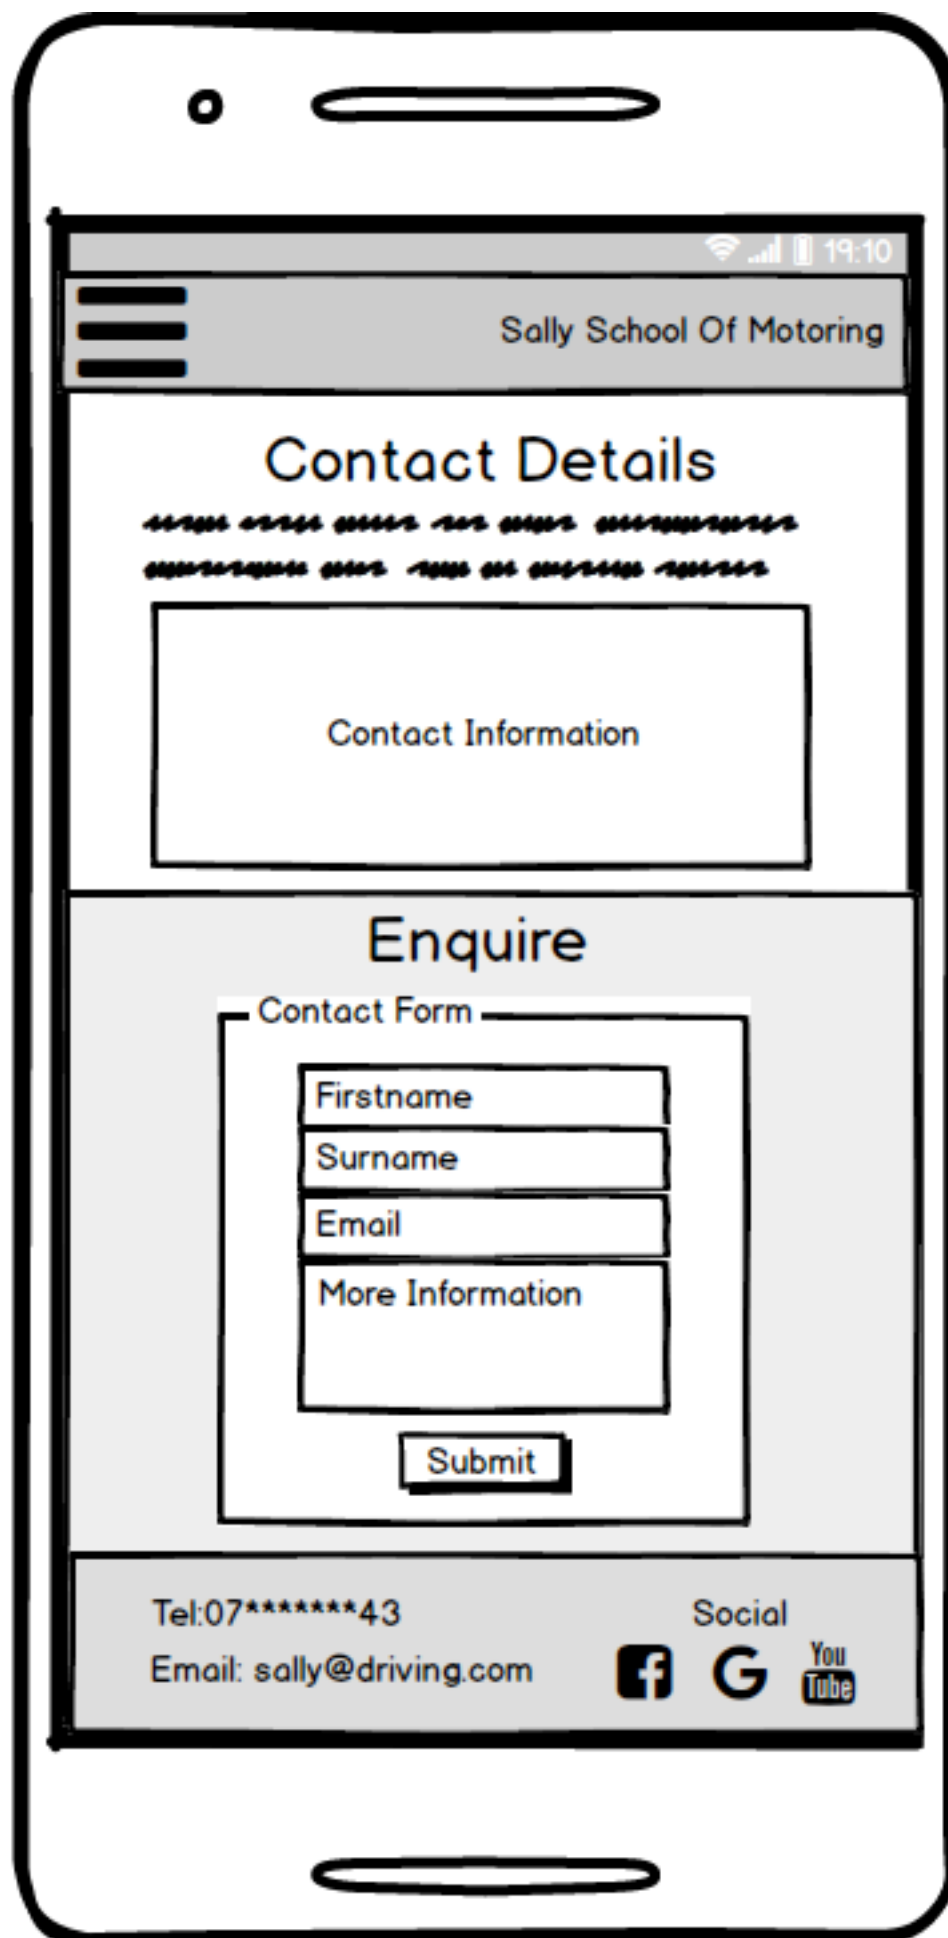 19:10
Sally School Of Motoring
Contact Details
Contact Information
Enquire
Contact Form
Firstname
Surname
Email
More Information
Submit
Tel:07*******43
Email: sally@driving.com
Social
You
Tube